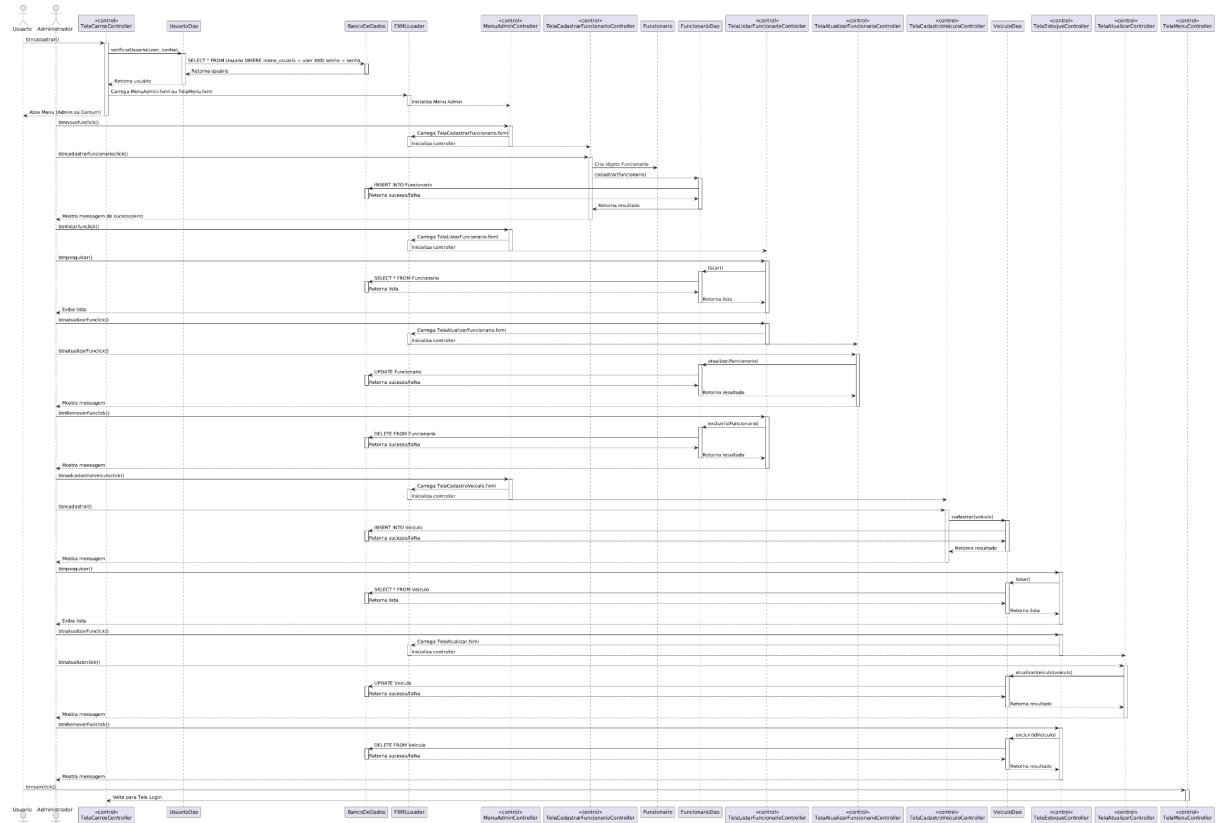 «control» «control» «control» «control» «control» «control» «control» «control» «control»
Usuario Administrador TelaCarrosController UsuarioDao BancoDeDados FXMLLoader MenuAdminController TelaCadastrarFuncionarioController Funcionario FuncionarioDao TelaListarFuncionarioController TelaAtualizarFuncionarioController TelaCadastroVeiculoController VeiculoDao TelaEstoqueController TelaAtualizarController TelaMenuController
btncadastrar()
verificarUsuario(user, senha)
SELECT * FROM Usuario WHERE nome_usuario = user AND senha = senha
Retorna usuário
Retorna usuário
Carrega MenuAdmin.fxml ou TelaMenu.fxml
Inicializa Menu Admin
Abre Menu (Admin ou Comum)
btnnovofunclick()
Carrega TelaCadastrarFuncionario.fxml
Inicializa controller
btncadastrarfuncionarioclick()
Cria objeto Funcionario
cadastrar(funcionario)
INSERT INTO Funcionario
Retorna sucesso/falha
Retorna resultado
Mostra mensagem de sucesso/erro
btnlistarfunclick()
Carrega TelaListarFuncionario.fxml
Inicializa controller
btnpesquisar()
listar()
SELECT * FROM Funcionario
Retorna lista
Retorna lista
Exibe lista
btnatualizarFunclick()
Carrega TelaAtualizarFuncionario.fxml
Inicializa controller
btnatualizarFunclick()
atualizar(funcionario)
UPDATE Funcionario
Retorna sucesso/falha
Retorna resultado
Mostra mensagem
btnRemoverFunclick()
excluir(idFuncionario)
DELETE FROM Funcionario
Retorna sucesso/falha
Retorna resultado
Mostra mensagem
btnadcadastrarveiculoclick()
Carrega TelaCadastroVeiculo.fxml
Inicializa controller
btncadastrar()
cadastrar(veiculo)
INSERT INTO Veiculo
Retorna sucesso/falha
Retorna resultado
Mostra mensagem
btnpesquisar()
listar()
SELECT * FROM Veiculo
Retorna lista
Retorna lista
Exibe lista
btnatualizarFunclick()
Carrega TelaAtualizar.fxml
Inicializa controller
btnatualizarclick()
atualizarVeiculo(veiculo)
UPDATE Veiculo
Retorna sucesso/falha
Retorna resultado
Mostra mensagem
btnRemoverFunclick()
excluir(idVeiculo)
DELETE FROM Veiculo
Retorna sucesso/falha
Retorna resultado
Mostra mensagem
btnsairclick()
Volta para Tela Login
«control» «control» «control» «control» «control» «control» «control» «control» «control»
Usuario Administrador TelaCarrosController UsuarioDao BancoDeDados FXMLLoader MenuAdminController TelaCadastrarFuncionarioController Funcionario FuncionarioDao TelaListarFuncionarioController TelaAtualizarFuncionarioController TelaCadastroVeiculoController VeiculoDao TelaEstoqueController TelaAtualizarController TelaMenuController